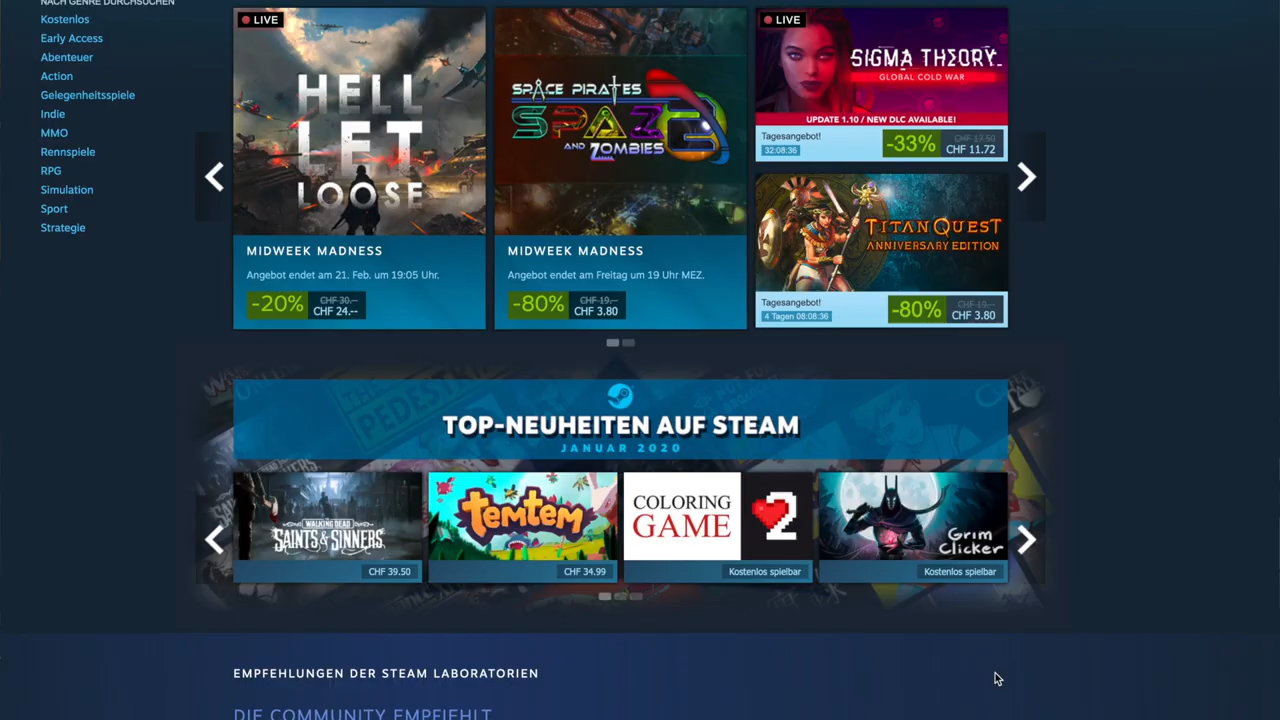 NACH GENRE DURCHSUCHEN
Kostenlos
Early Access
Abenteuer
Action
Gelegenheitsspiele
Indie
MMO
Rennspiele
RPG
Simulation
Sport
Strategie
LIVE
HELL
LET
LOOSE
MIDWEEK MADNESS
Angebot endet am 21. Feb. um 19:05 Uhr.
-20%
CHF 30.--
CHF 24.--
SPACE PIRATES
SPAZ 2
AND ZOMBIES
MIDWEEK MADNESS
Angebot endet am Freitag um 19 Uhr MEZ.
-80%
CHF 19.--
CHF 3.80
LIVE
SIGMA THEORY_
GLOBAL COLD WAR
UPDATE 1.10 / NEW DLC AVAILABLE!
Tagesangebot!
32:08:36
-33%
CHF 17.50
CHF 11.72
TITAN QUEST
ANNIVERSARY EDITION
Tagesangebot!
4 Tagen 08:08:36
-80%
CHF 19.--
CHF 3.80
TOP-NEUHEITEN AUF STEAM
JANUAR 2020
THE WALKING DEAD
SAINTS & SINNERS
CHF 39.50
temtem
CHF 34.99
COLORING
GAME
2
Kostenlos spielbar
Grim
Clicker
Kostenlos spielbar
EMPFEHLUNGEN DER STEAM LABORATORIEN
DIE COMMUNITY EMPFIEHLT